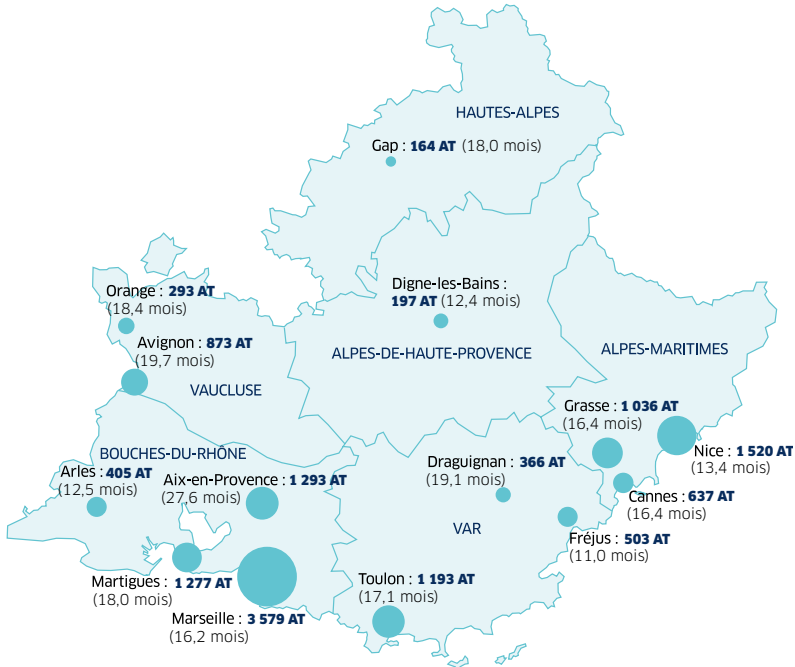 HAUTES-ALPES
Gap : 164 AT (18,0 mois)
Orange : 293 AT
(18,4 mois)
Avignon : 873 AT
(19,7 mois)
VAUCLUSE
Digne-les-Bains :
197 AT (12,4 mois)
ALPES-DE-HAUTE-PROVENCE
ALPES-MARITIMES
Grasse : 1 036 AT
(16,4 mois)
Nice : 1 520 AT
(13,4 mois)
Cannes : 637 AT
(16,4 mois)
BOUCHES-DU-RHÔNE
Arles : 405 AT
(12,5 mois)
Aix-en-Provence : 1 293 AT
(27,6 mois)
Draguignan : 366 AT
(19,1 mois)
VAR
Fréjus : 503 AT
(11,0 mois)
Martigues : 1 277 AT
(18,0 mois)
Marseille : 3 579 AT
(16,2 mois)
Toulon : 1 193 AT
(17,1 mois)